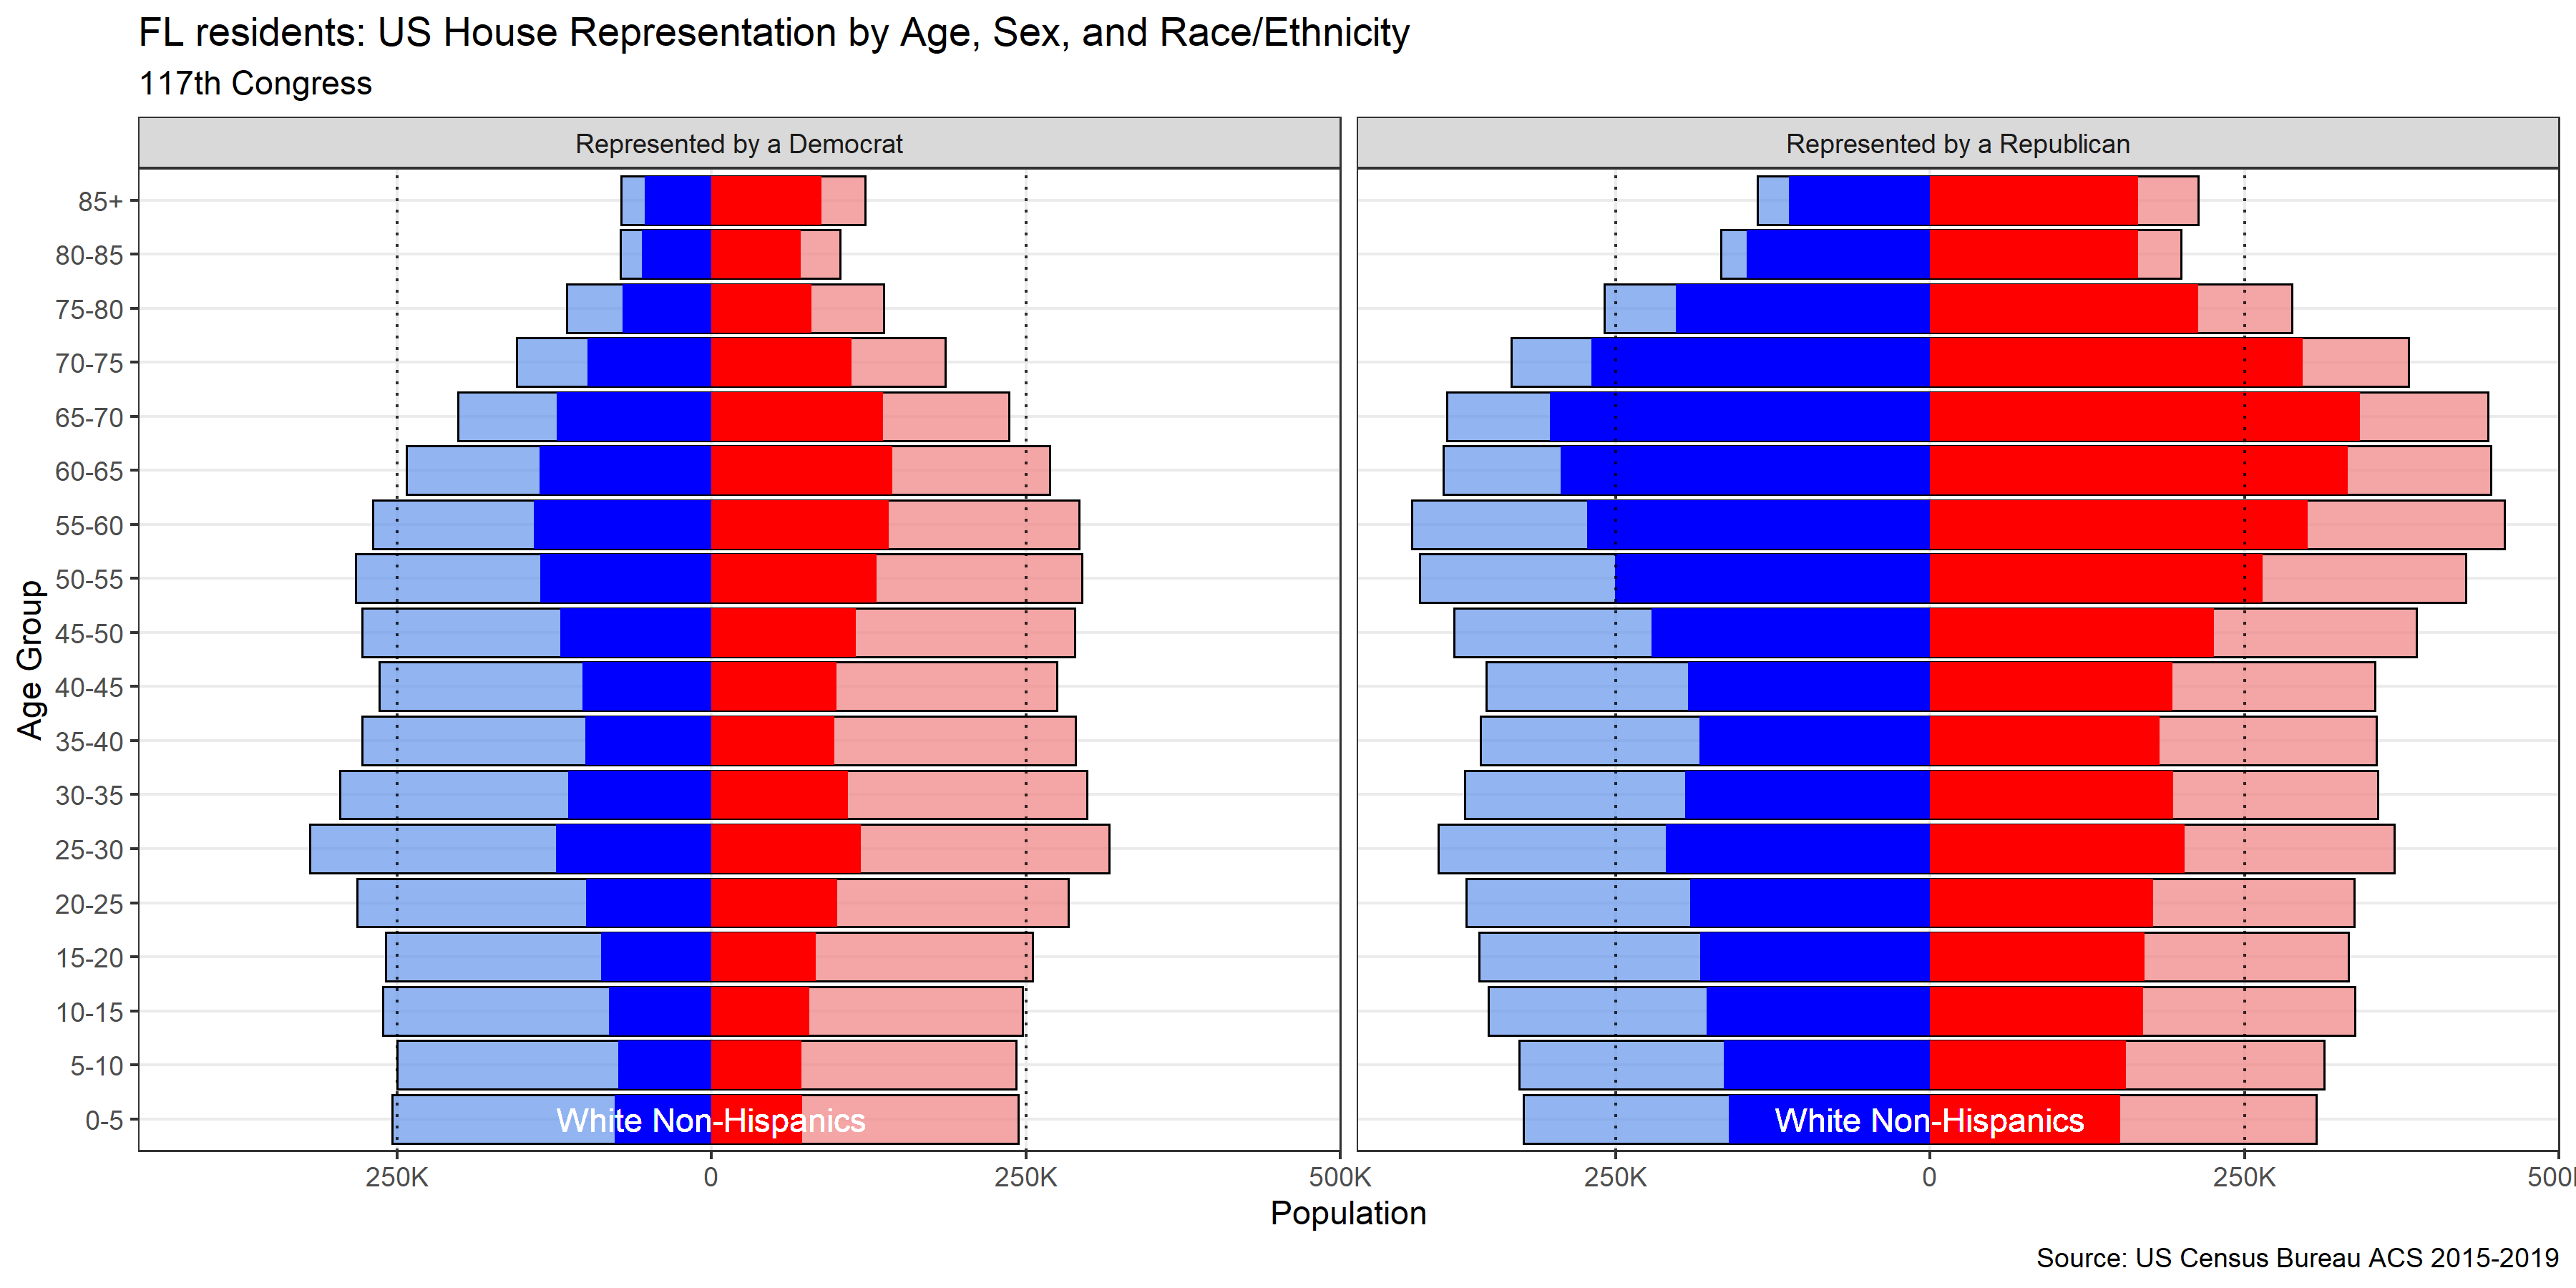 FL residents: US House Representation by Age, Sex, and Race/Ethnicity
117th Congress
Represented by a Democrat
Represented by a Republican
Age Group
85+
80-85
75-80
70-75
65-70
60-65
55-60
50-55
45-50
40-45
35-40
30-35
25-30
20-25
15-20
10-15
5-10
0-5
White Non-Hispanics
White Non-Hispanics
250K 0 250K 500K
250K 0 250K 500K
Population
Source: US Census Bureau ACS 2015-2019